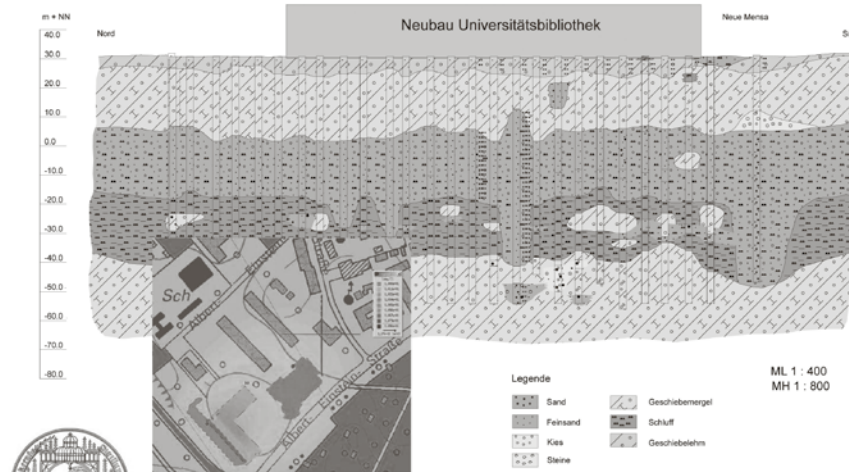 m + NN
Neubau Universitätsbibliothek
Neue Mensa
Nord
40.0
30.0
20.0
10.0
0.0
-10.0
-20.0
-30.0
-40.0
-50.0
-60.0
-70.0
-80.0
Sch
Albert
Albert Einstein Straße
Legende
Sand
Feinsand
Kies
Steine
Geschiebemergel
Schluff
Geschiebelehm
ML 1 : 400
MH 1 : 800